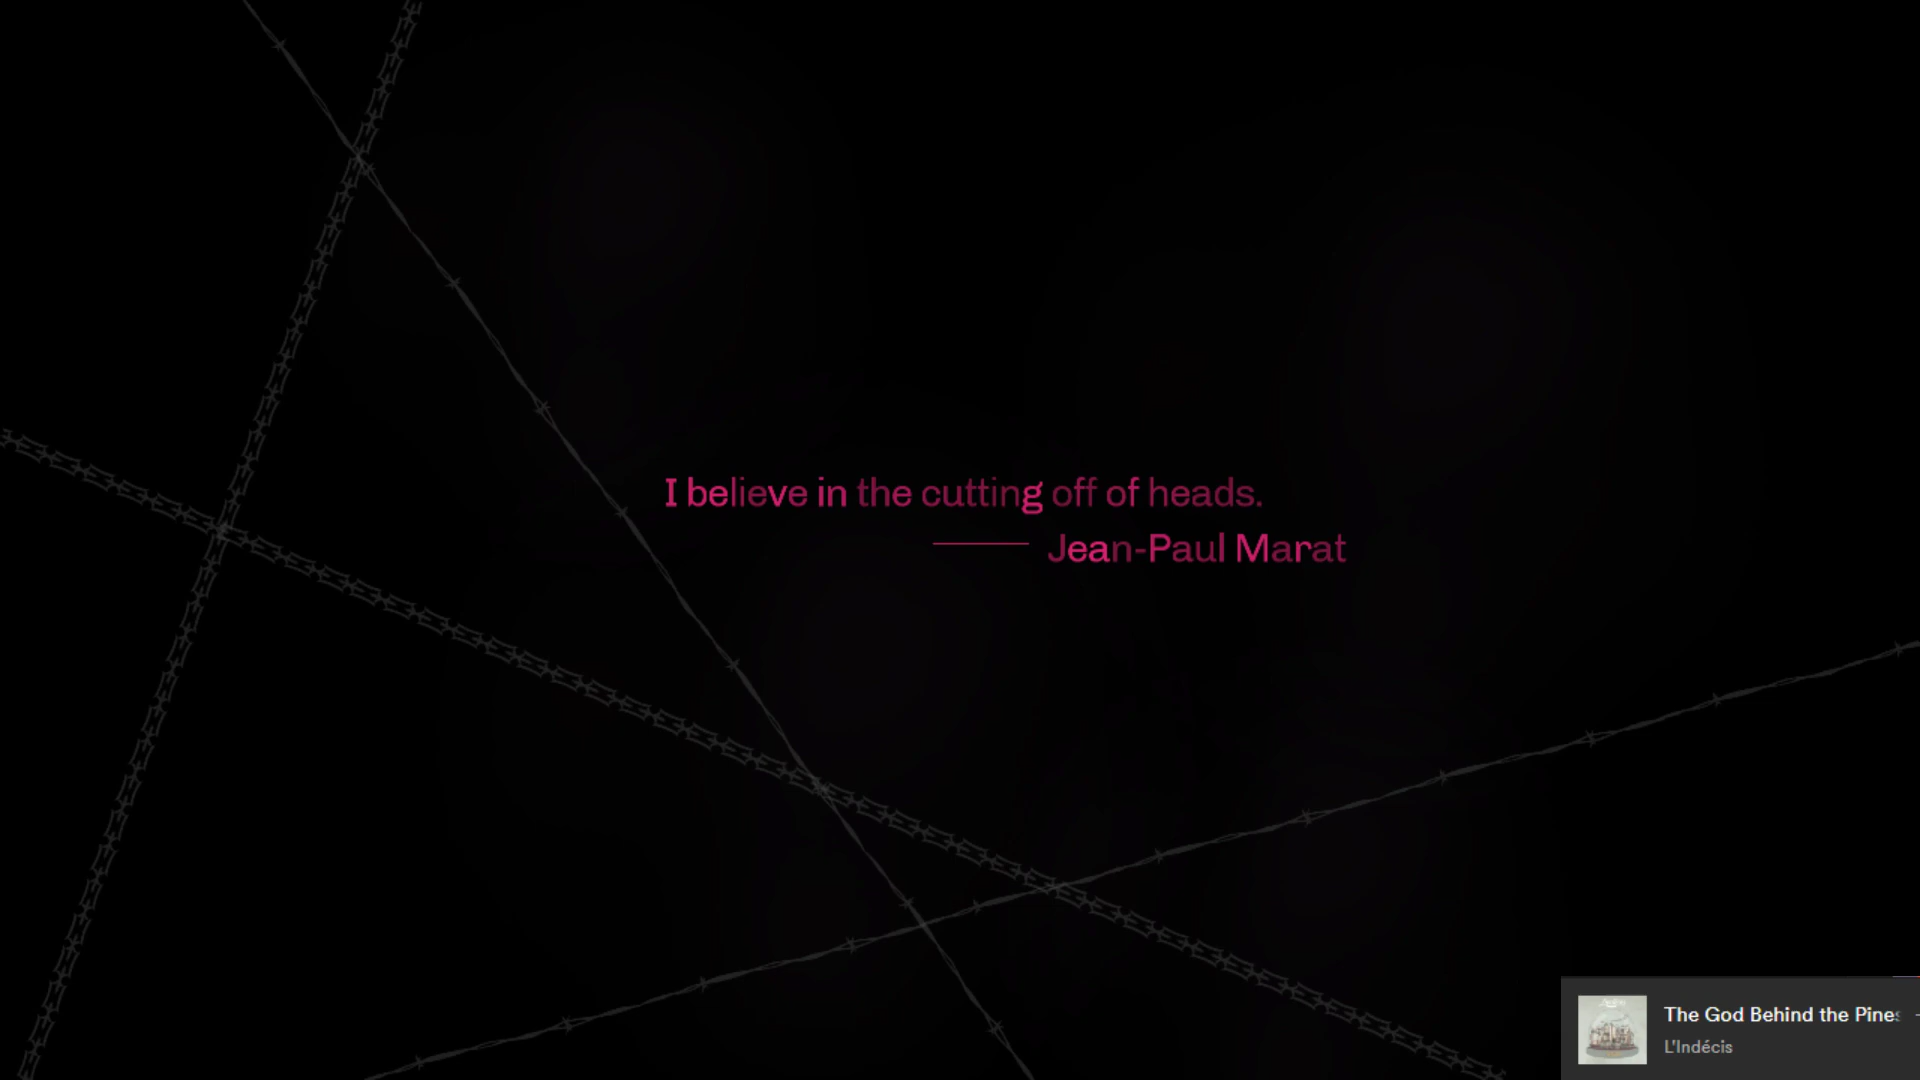 I believe in the cutting off of heads.
Jean-Paul Marat
The God Behind the Pines
L'Indécis